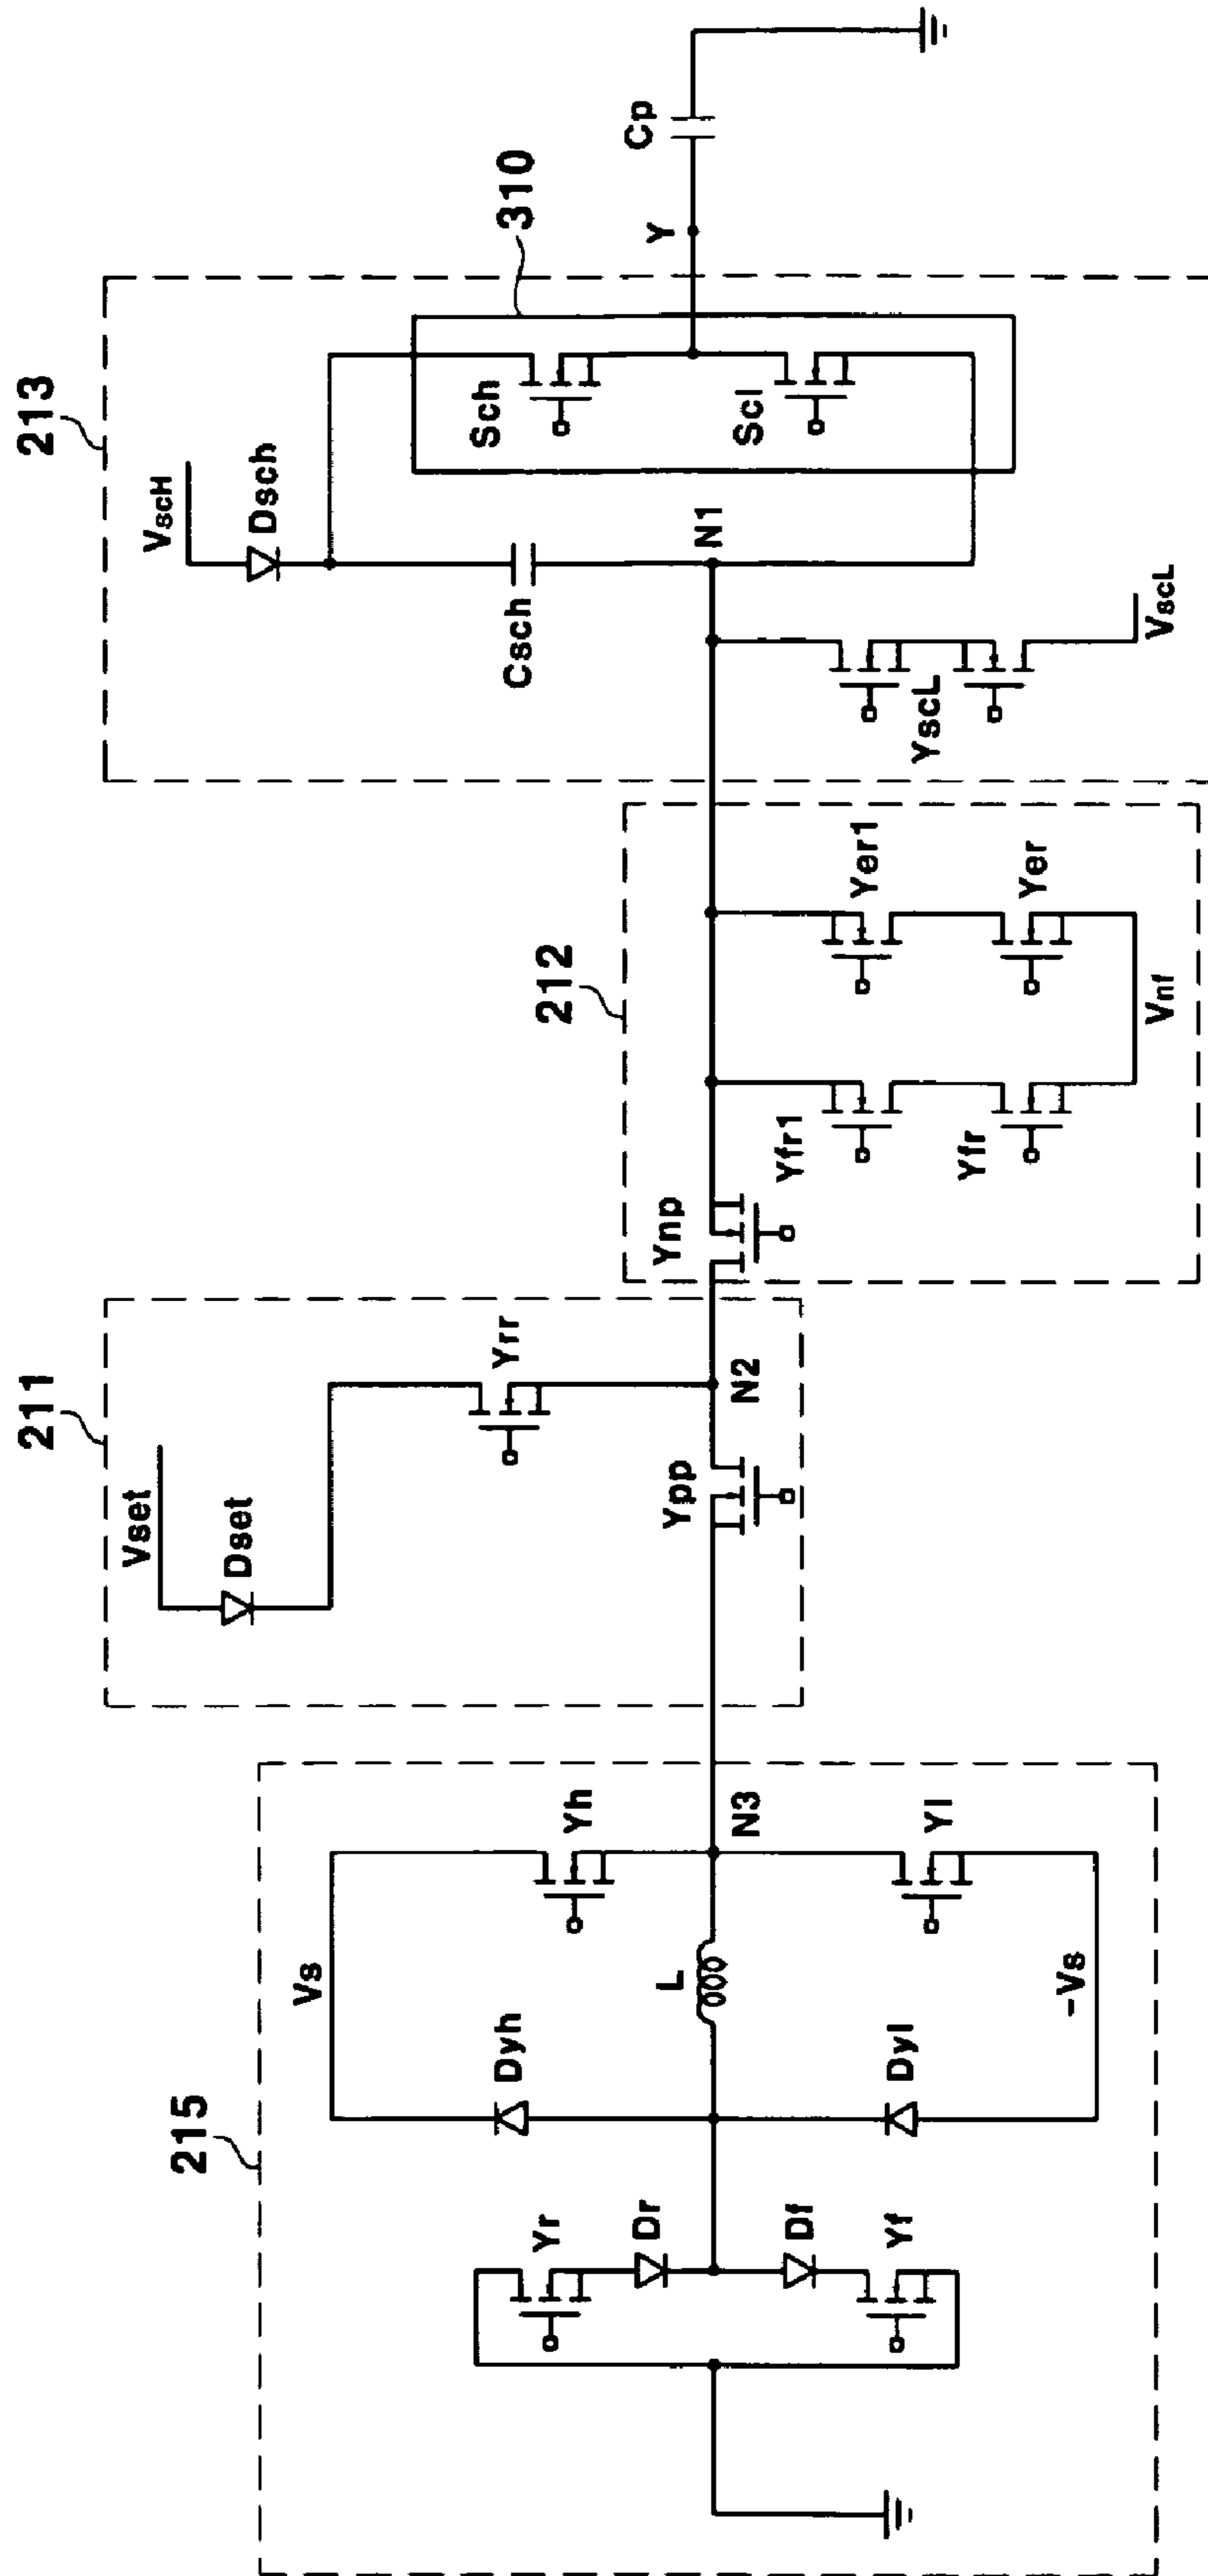 215
Yr
Dr
Df
Yf
Dyh
Dyl
Vs
-Vs
L
Yh
Yl
N3
211
Vset
Dset
Yrr
Ypp
N2
212
Ynp
Yfr1
Yfr
Yer1
Yer
Vnf
213
VscH
Dsch
Csch
N1
YscL
VscL
Sch
Scl
310
Y
Cp